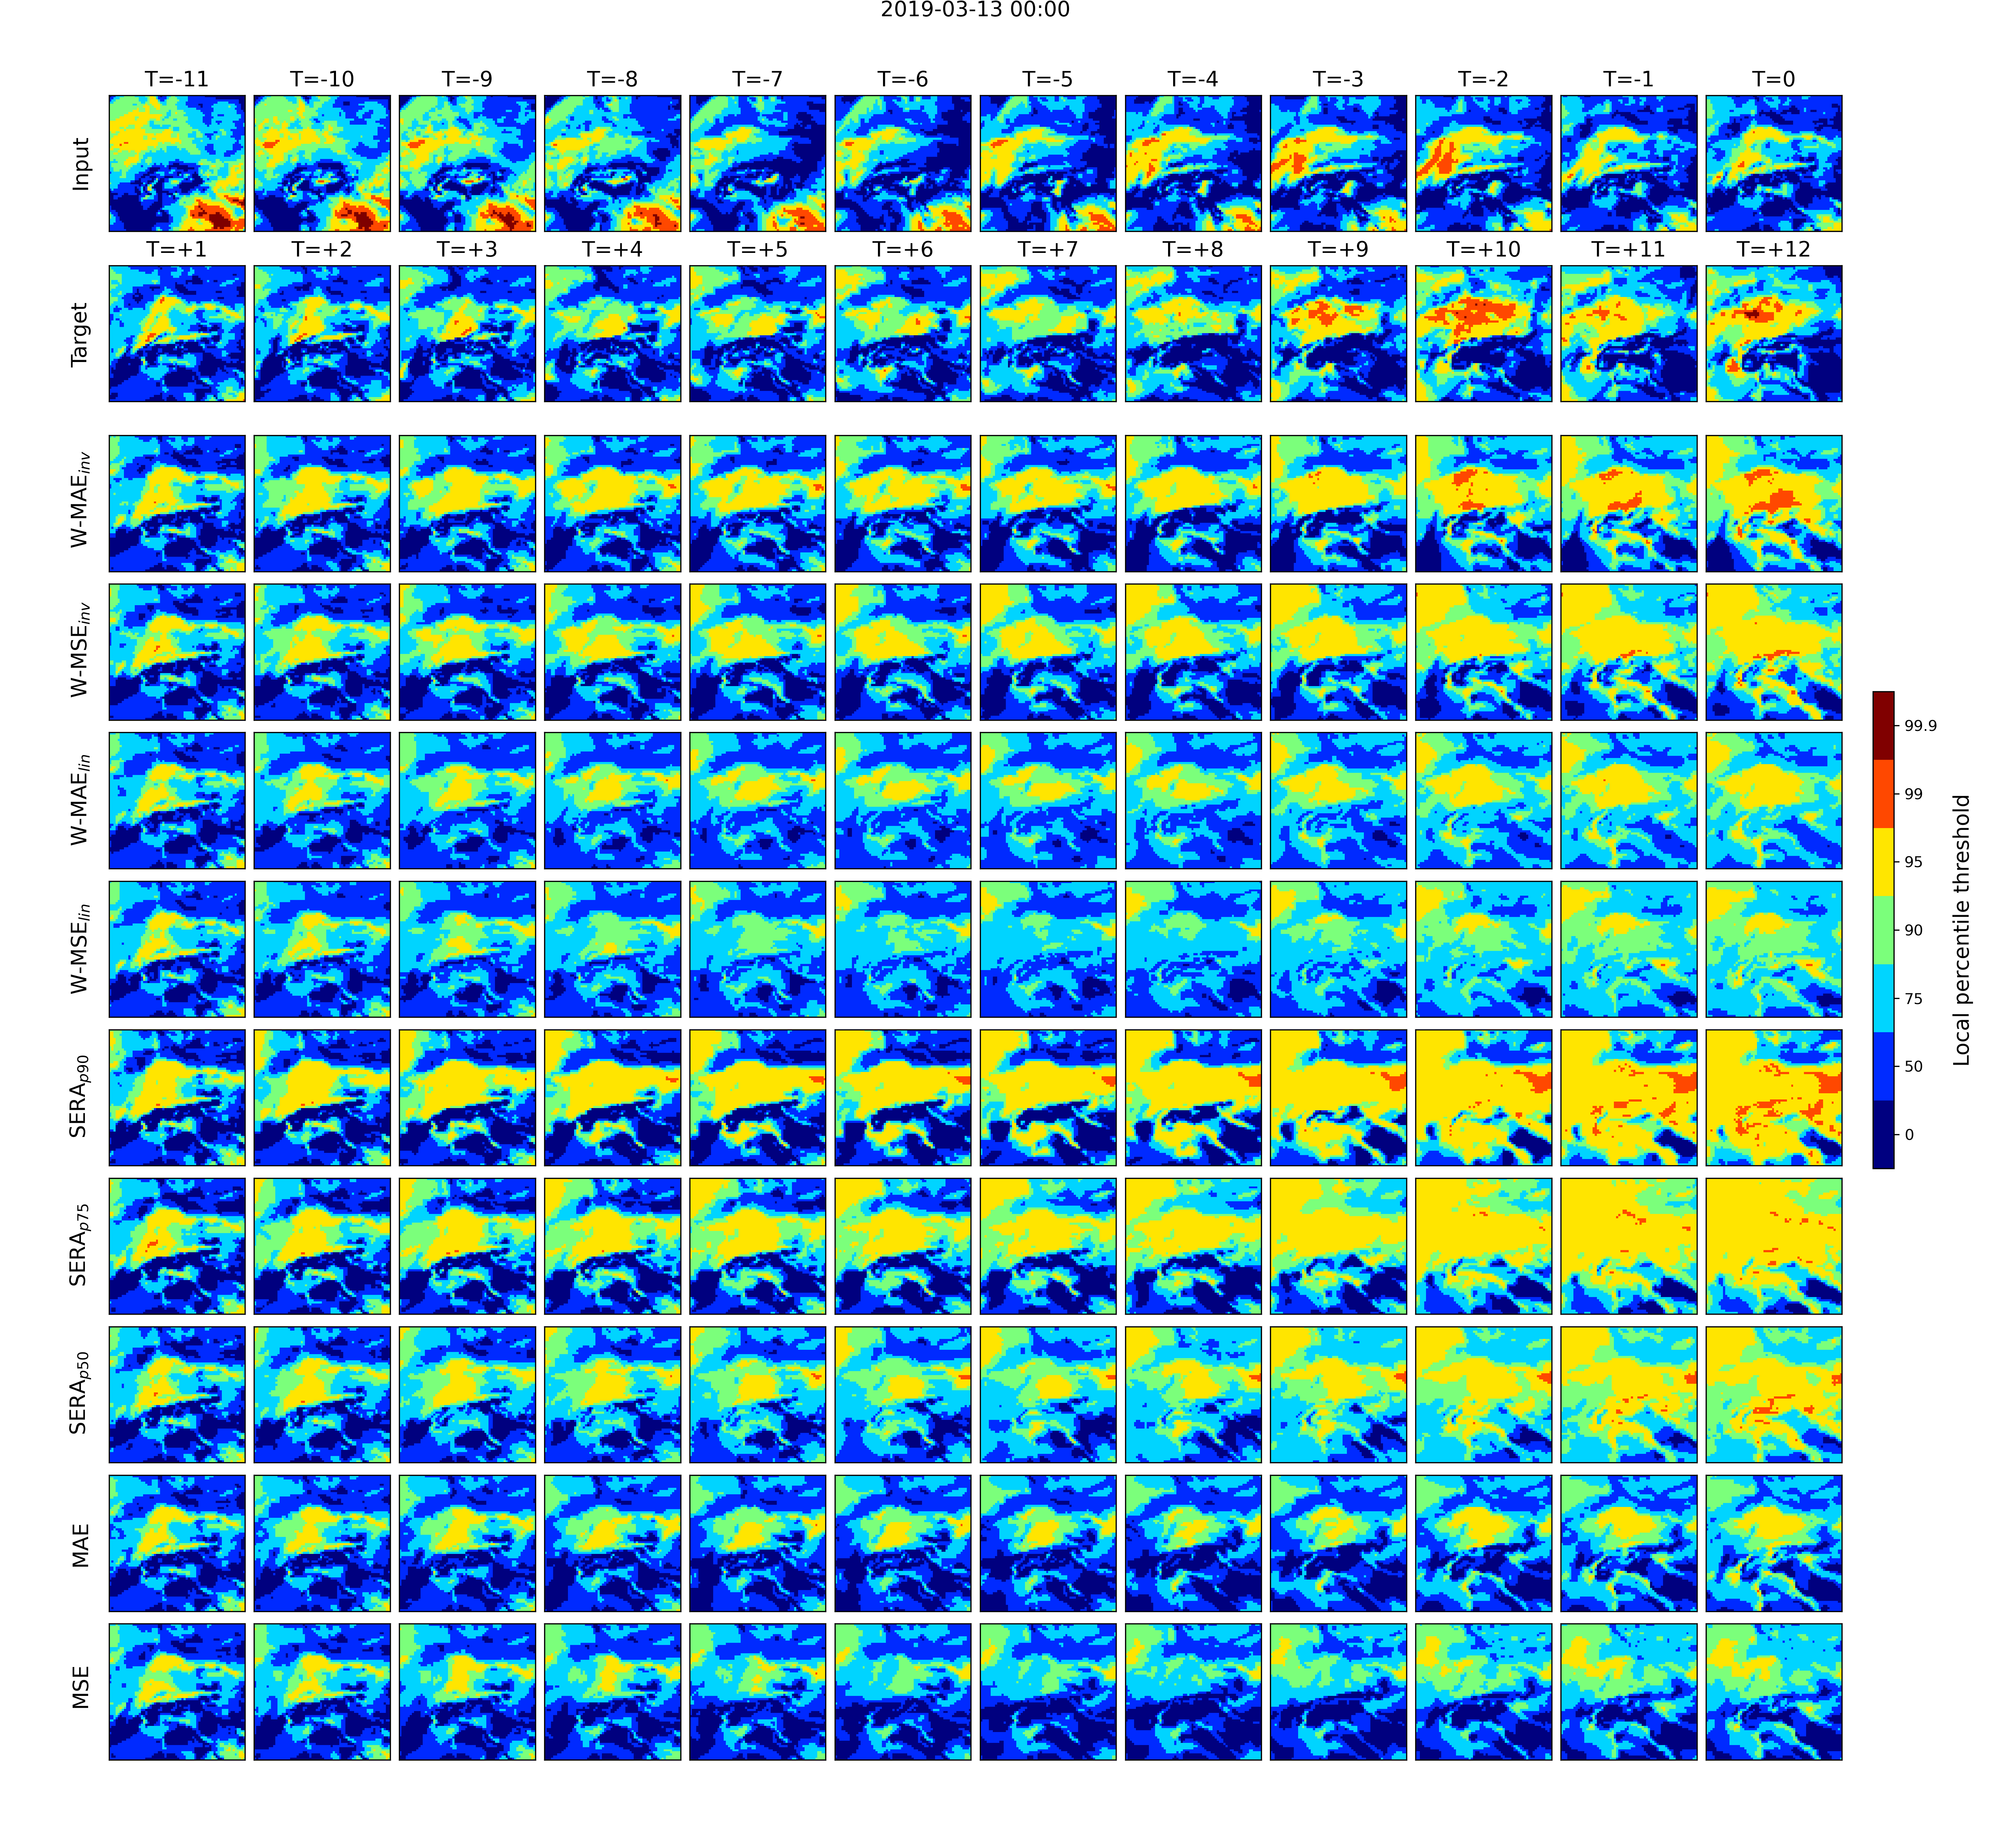 2019-03-13 00:00
T=-11 T=-10 T=-9 T=-8 T=-7 T=-6 T=-5 T=-4 T=-3 T=-2 T=-1 T=0
Input
T=+1 T=+2 T=+3 T=+4 T=+5 T=+6 T=+7 T=+8 T=+9 T=+10 T=+11 T=+12
Target
W-MAEinv
W-MSEinv
W-MAElin
W-MSElin
SERAp90
SERAp75
SERAp50
MAE
MSE
99.9
99
95
90
75
50
0
Local percentile threshold